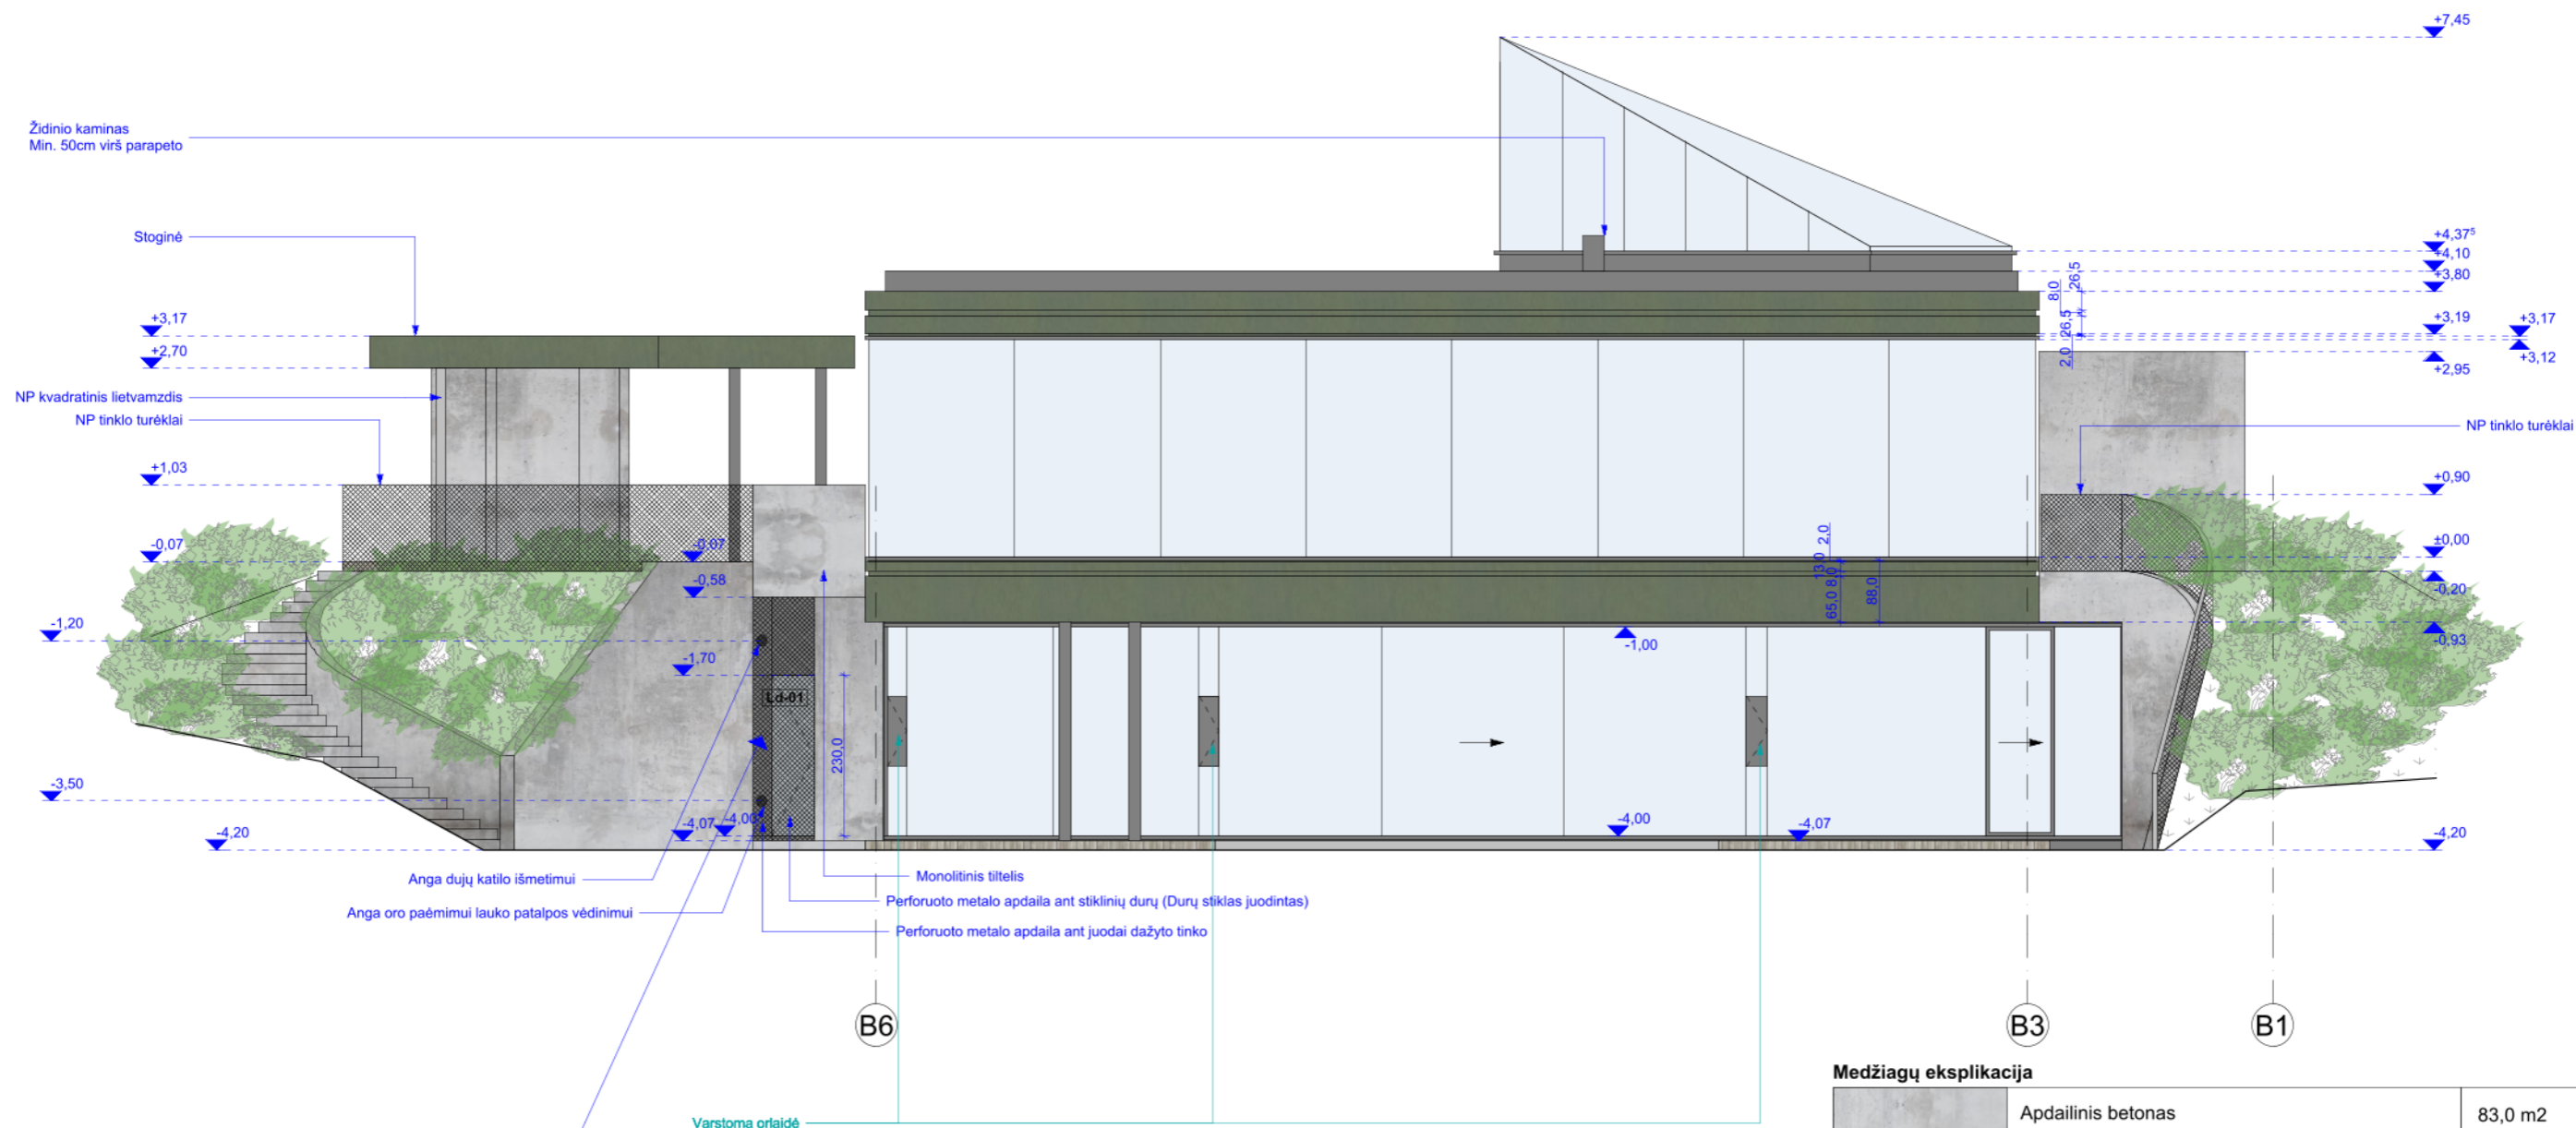 +7,45
Židinio kaminas
Min. 50cm virš parapeto
Stoginė
+4,37⁵
+4,10
+3,80
26,5
8,0
26,5
2,0
+3,17
+3,19
+3,17
+3,12
+2,70
+2,95
NP kvadratinis lietvamzdis
NP tinklo turėklai
NP tinklo turėklai
+1,03
+0,90
-0,07
-0,07
±0,00
2,0
13,0
8,0
65,0
88,0
-0,58
-0,20
-1,20
-1,00
-0,93
-1,70
Ld-01
230,0
-3,50
-4,20
-4,07
-4,00
-4,00
-4,07
-4,20
Anga dujų katilo išmetimui
Monolitinis tiltelis
Perforuoto metalo apdaila ant stiklinių durų (Durų stiklas juodintas)
Anga oro paėmimui lauko patalpos vėdinimui
Perforuoto metalo apdaila ant juodai dažyto tinko
B6
B3
B1
Medžiagų eksplikacija
Apdailinis betonas
83,0 m2
Varstoma orlaidė